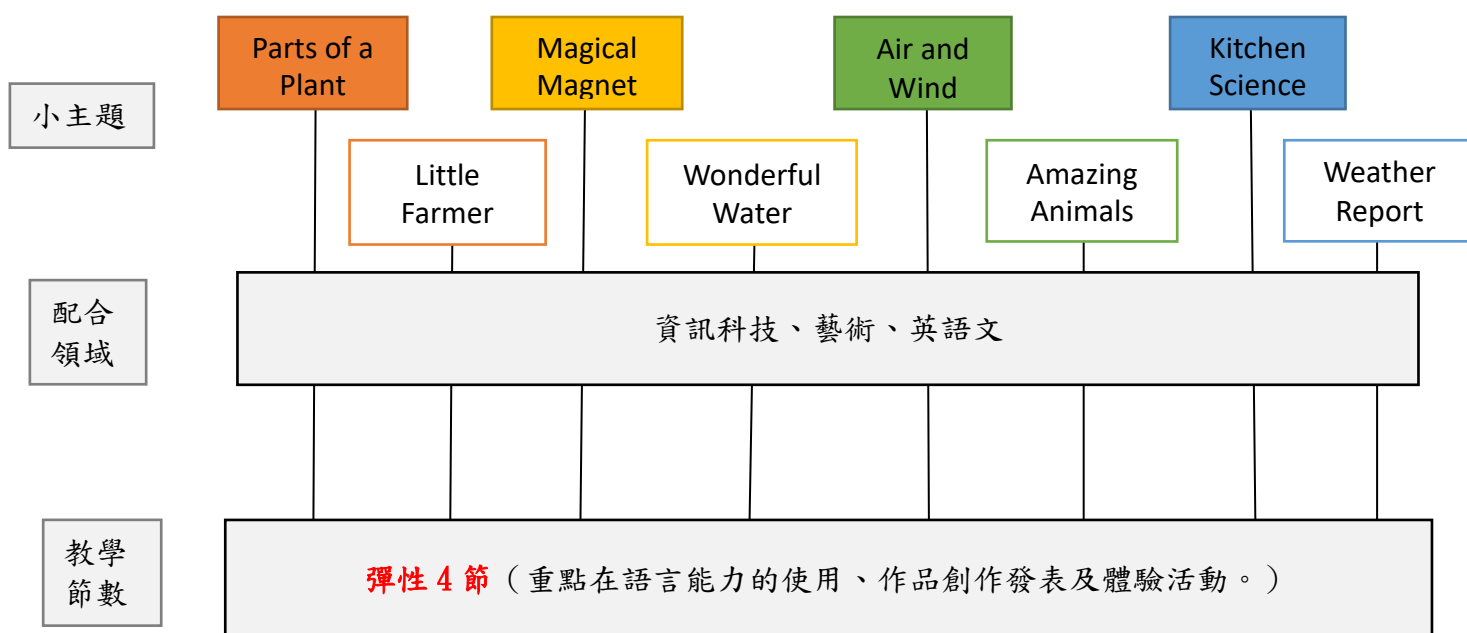 Parts of a
Plant
Magical
Magnet
Air and
Wind
Kitchen
Science
小主題
Little
Farmer
Wonderful
Water
Amazing
Animals
Weather
Report
配合
領域
資訊科技、藝術、英語文
教學
節數
彈性 4 節（重點在語言能力的使用、作品創作發表及體驗活動。）